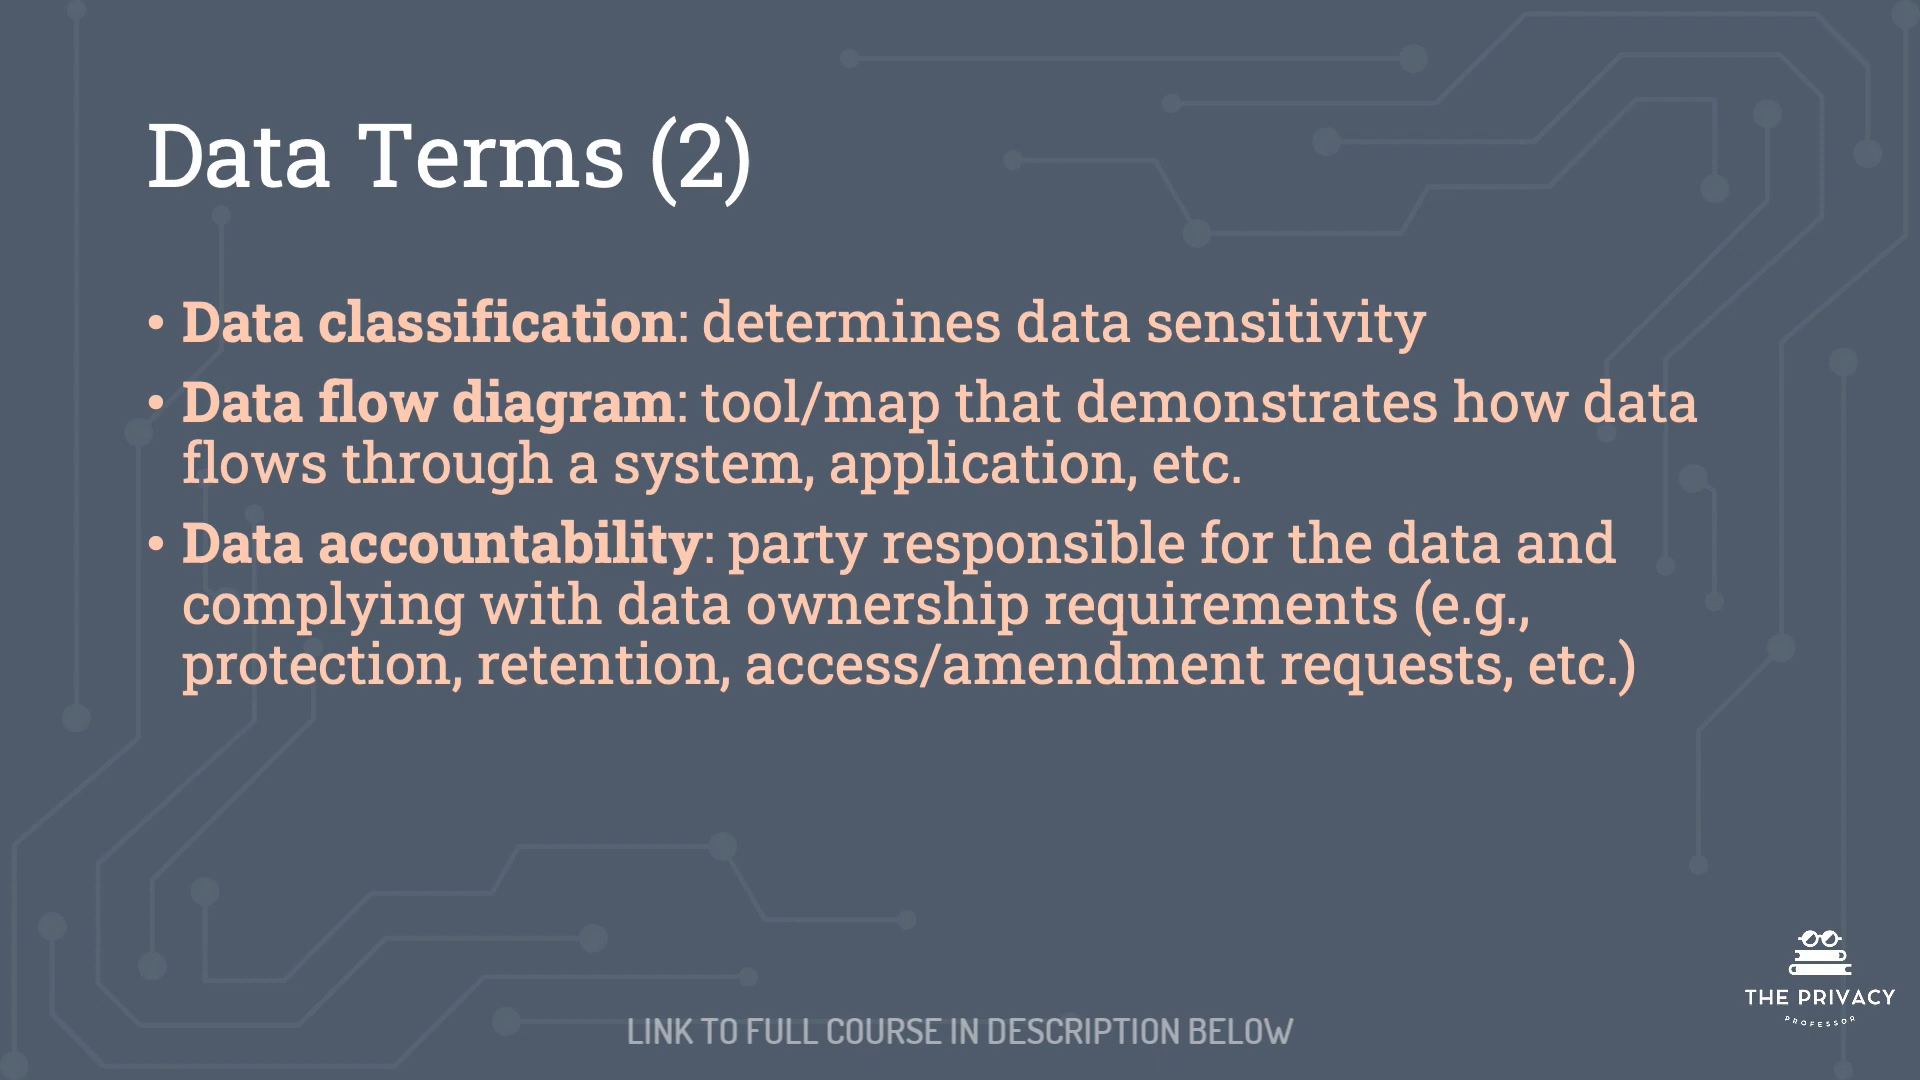 Data Terms (2)
• Data classification: determines data sensitivity
• Data flow diagram: tool/map that demonstrates how data
flows through a system, application, etc.
• Data accountability: party responsible for the data and
complying with data ownership requirements (e.g.,
protection, retention, access/amendment requests, etc.)
THE PRIVACY
PROFESSOR
LINK TO FULL COURSE IN DESCRIPTION BELOW